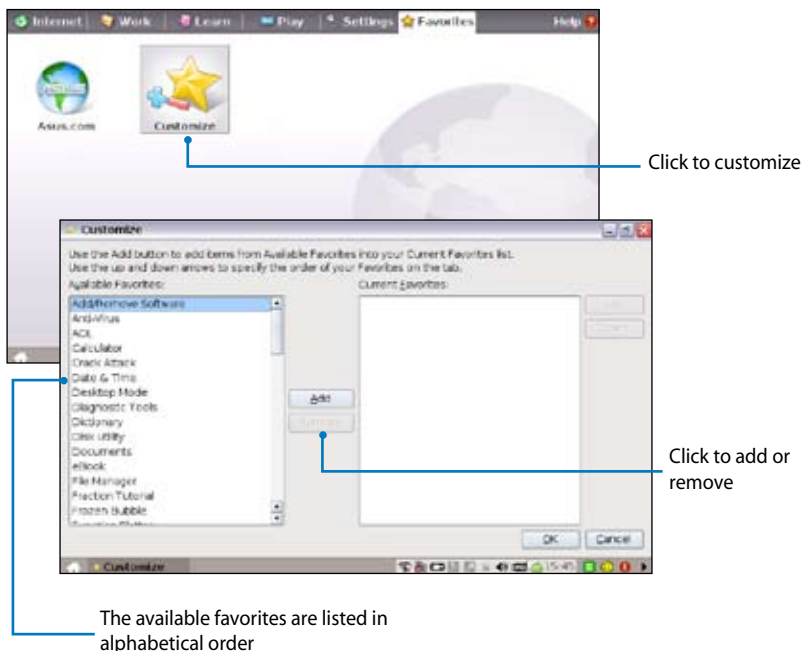 Internet Work Learn Play Settings Favorites Help
Asus.com Customize
Click to customize
Customize
Use the Add button to add items from Available Favorites into your Current Favorites list.
Use the up and down arrows to specify the order of your Favorites on the tab.
Available Favorites: Current Favorites:
Add/Remove Software
Anti-Virus
AOL
Calculator
Crack Attack
Date & Time
Desktop Mode
Diagnostic Tools
Dictionary
Disk Utility
Documents
eBook
File Manager
Fraction Tutorial
Frozen Bubble
Add
Remove
Click to add or
remove
OK Cancel
Customize 15:45
The available favorites are listed in
alphabetical order